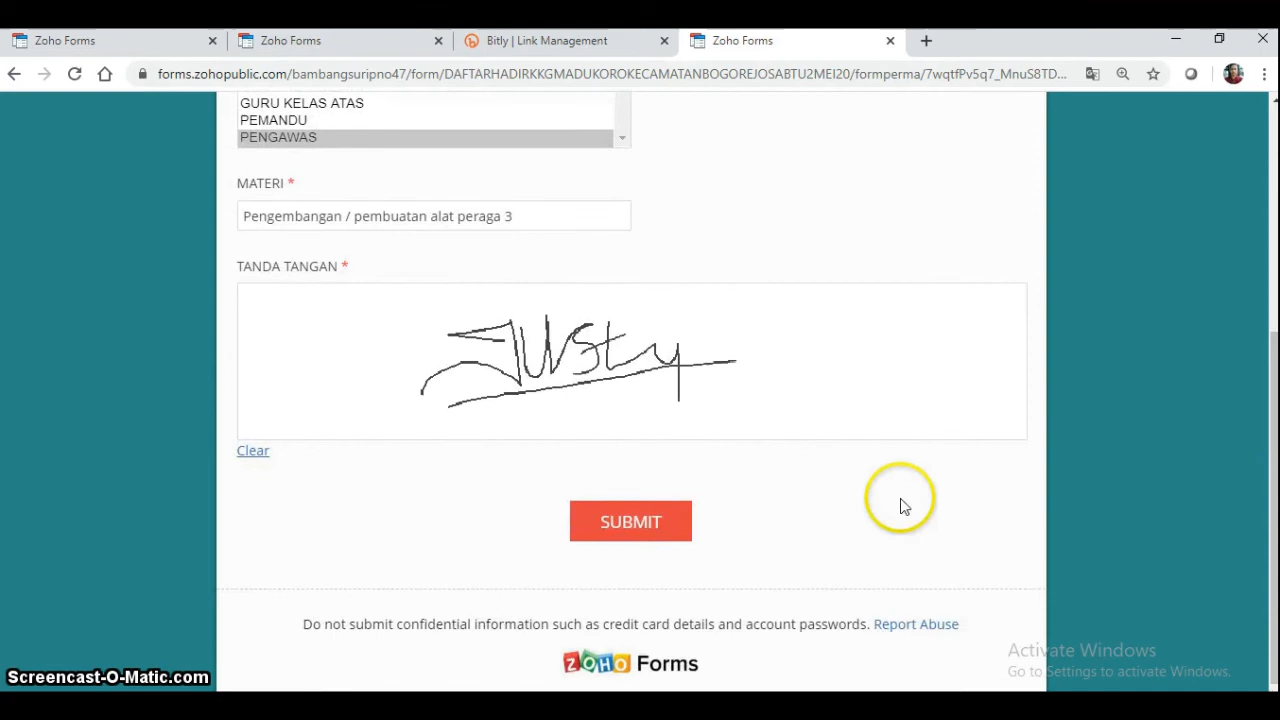 Zoho Forms
Zoho Forms
Bitly | Link Management
Zoho Forms
forms.zohopublic.com/bambangsuripno47/form/DAFTARHADIRKKGMADUKOROKECAMATANBOGOREJOSABTU2MEI20/formperma/7wqtfPv5q7_MnuS8TD...
GURU KELAS ATAS
PEMANDU
PENGAWAS
MATERI *
Pengembangan / pembuatan alat peraga 3
TANDA TANGAN *
Clear
SUBMIT
Do not submit confidential information such as credit card details and account passwords. Report Abuse
ZOHO Forms
Activate Windows
Go to Settings to activate Windows.
Screencast-O-Matic.com